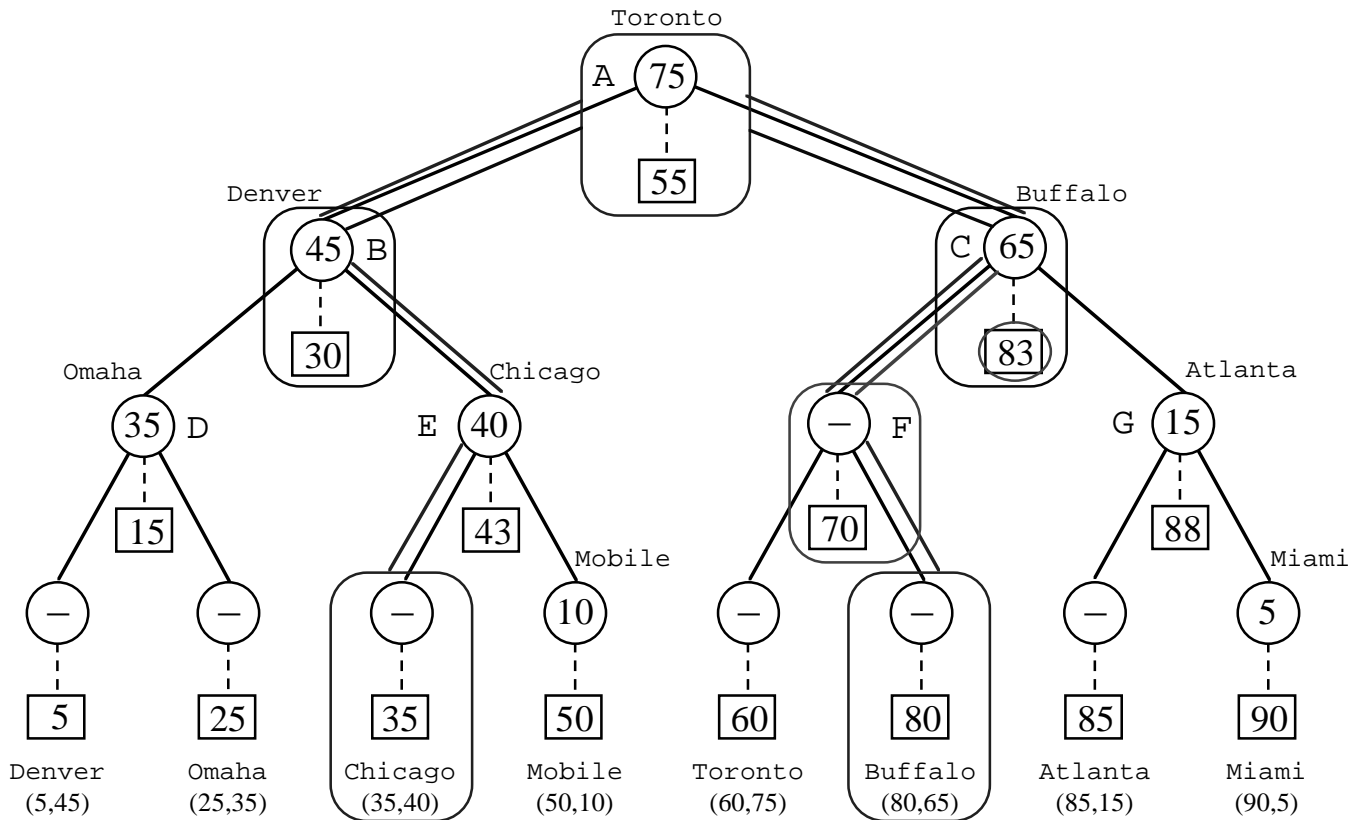 Toronto
A 75
55
Denver Buffalo
45 B C 65
30 83
Omaha Chicago Atlanta
35 D E 40 – F G 15
15 43 70 88
Mobile Miami
– – – 10 – – – 5
5 25 35 50 60 80 85 90
Denver Omaha Chicago Mobile Toronto Buffalo Atlanta Miami
(5,45) (25,35) (35,40) (50,10) (60,75) (80,65) (85,15) (90,5)